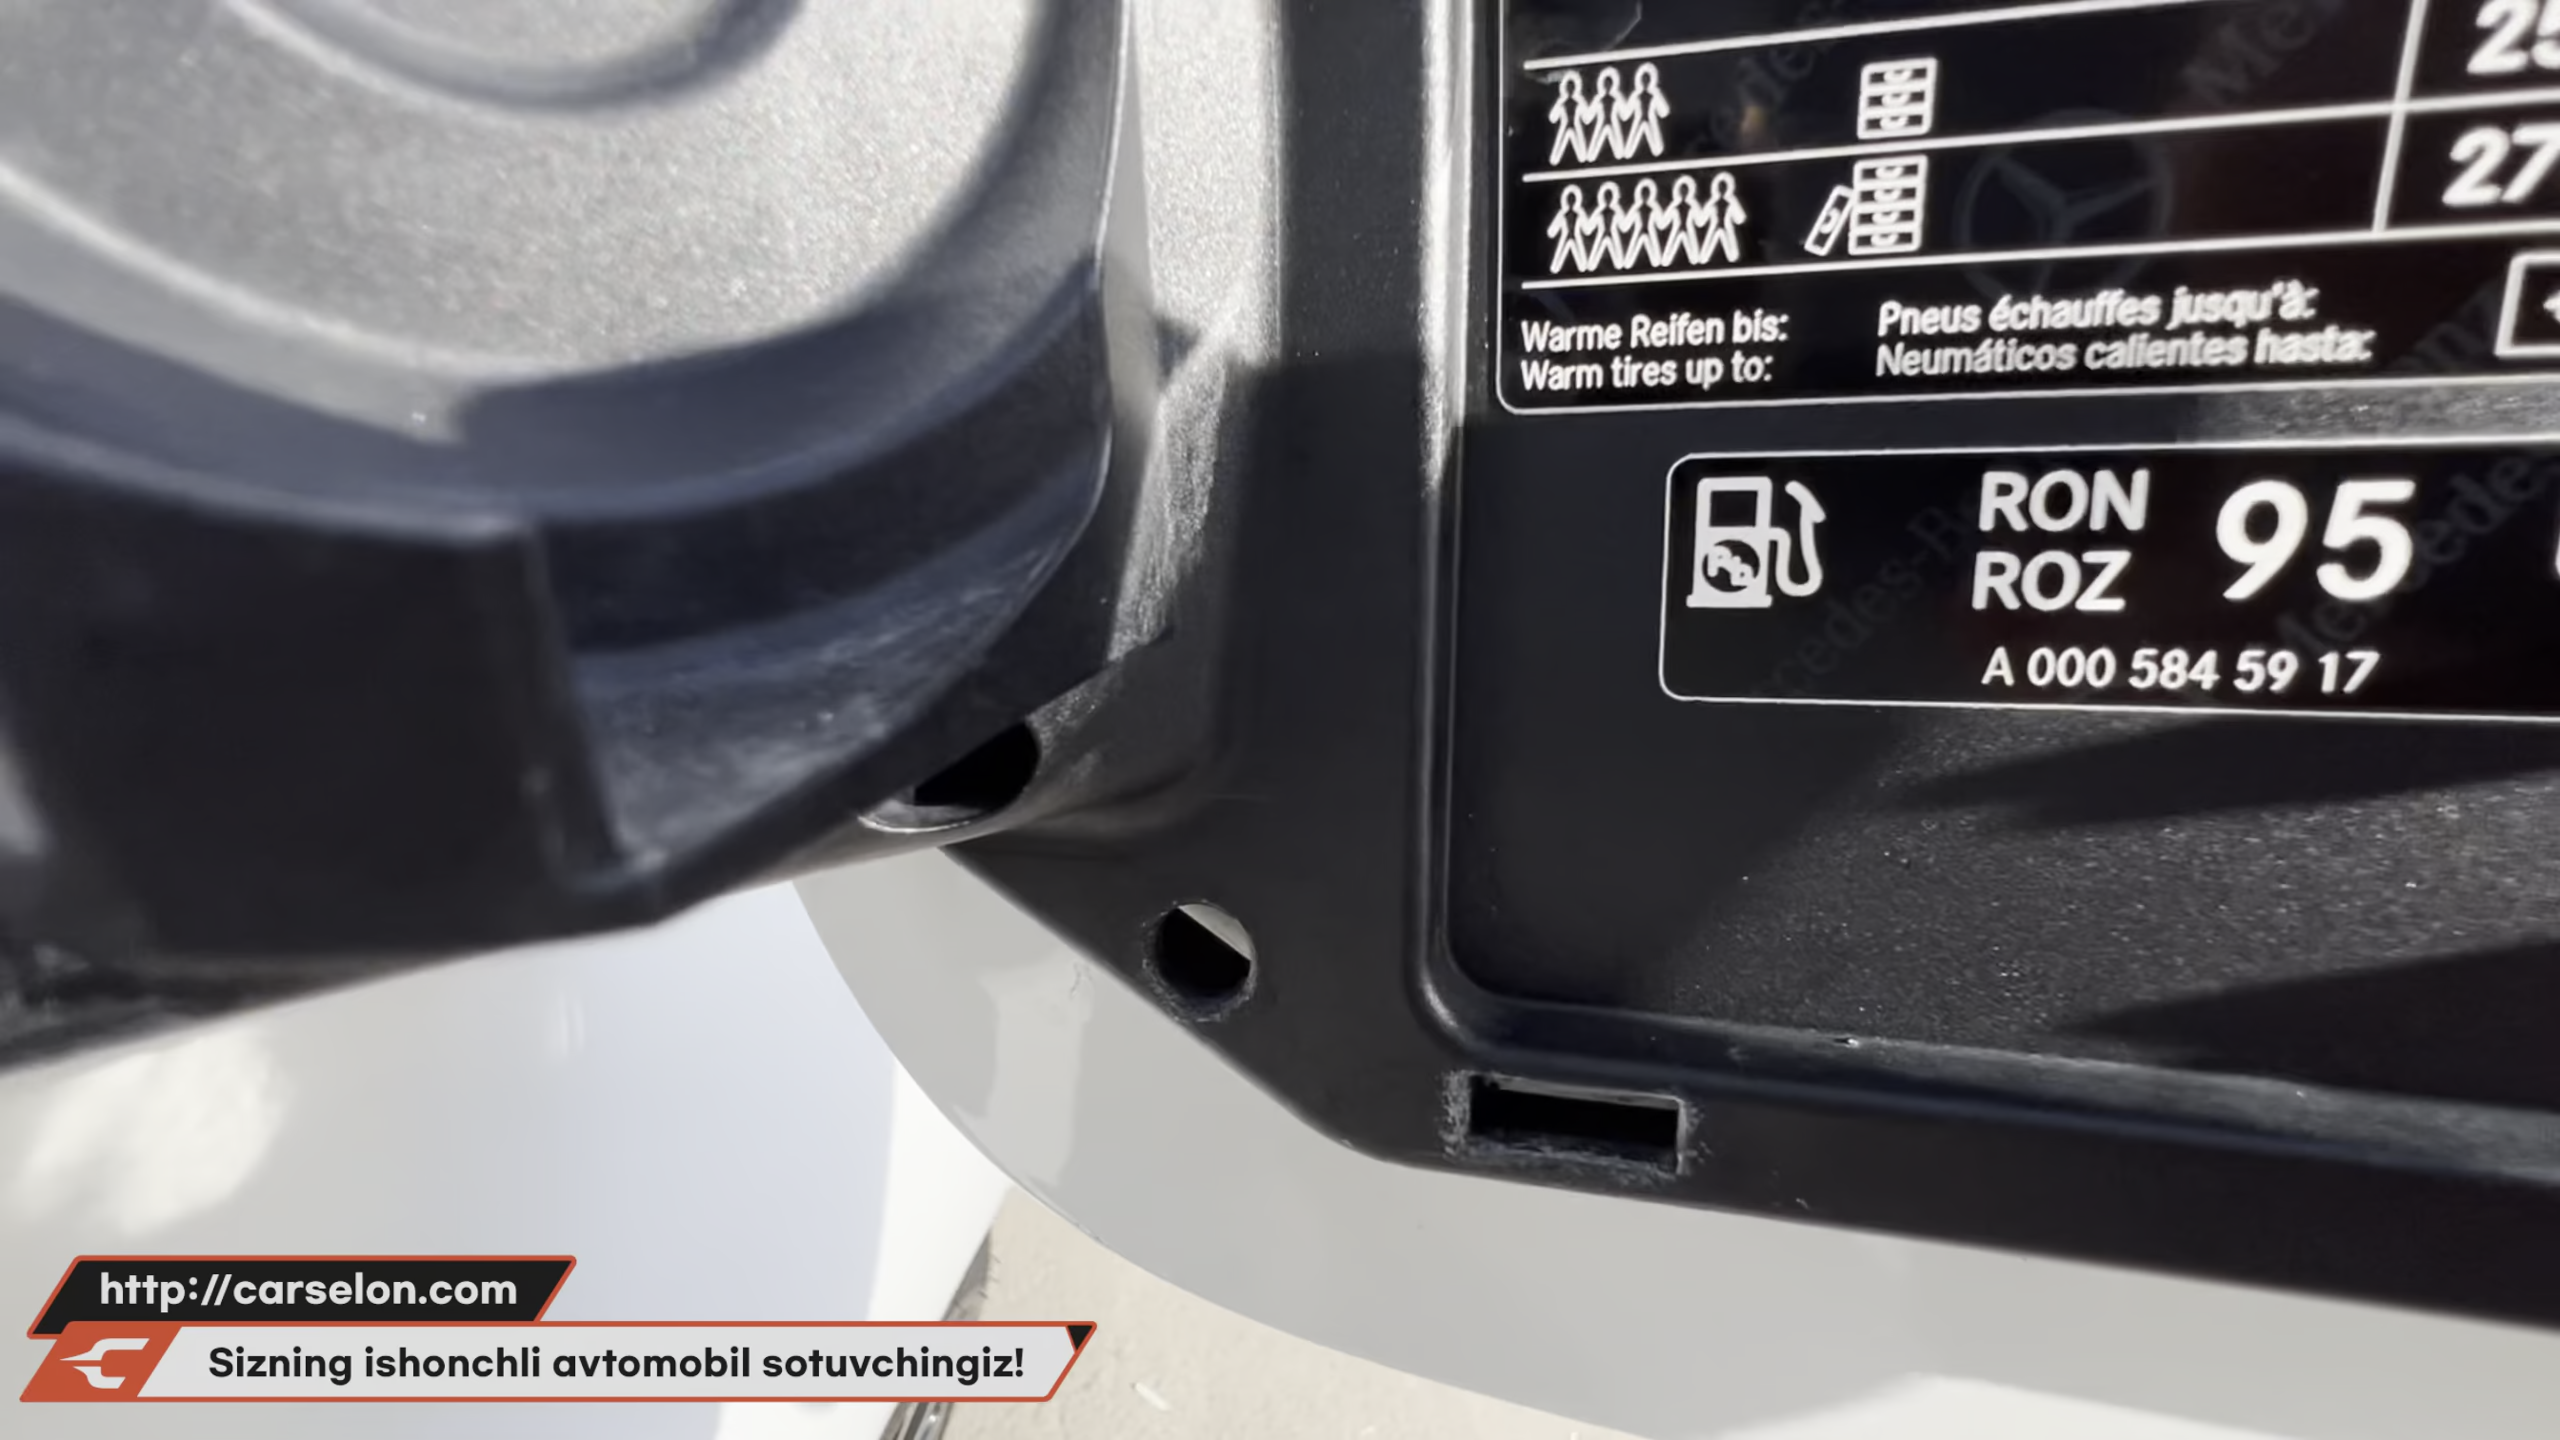 Warme Reifen bis:
Warm tires up to:
Pneus échauffes jusqu'à:
Neumáticos calientes hasta:
RON
ROZ
95
A 000 584 59 17
http://carselon.com
Sizning ishonchli avtomobil sotuvchingiz!